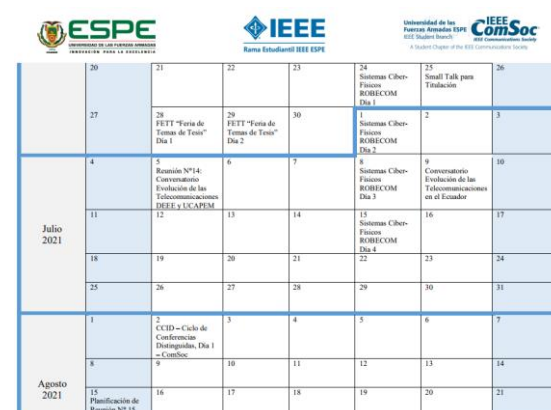 ESPE
UNIVERSIDAD DE LAS FUERZAS ARMADAS
INNOVACIÓN PARA LA EXCELENCIA
IEEE
Rama Estudiantil IEEE ESPE
Universidad de las
Fuerzas Armadas ESPE
IEEE Student Branch
IEEE
ComSoc
IEEE Communications Society
A Student Chapter of the IEEE Communications Society
20
21
22
23
24
Sistemas Ciber-
Físicos
ROBECOM
Día 1
25
Small Talk para
Titulación
26
27
28
FETT “Feria de
Temas de Tesis”
Día 1
29
FETT “Feria de
Temas de Tesis”
Día 2
30
1
Sistemas Ciber-
Físicos
ROBECOM
Día 2
2
3
Julio
2021
4
5
Reunión N°14:
Conversatorio
Evolución de las
Telecomunicaciones
DEEE y UCAPEM
6
7
8
Sistemas Ciber-
Físicos
ROBECOM
Día 3
9
Conversatorio
Evolución de las
Telecomunicaciones
en el Ecuador
10
11
12
13
14
15
Sistemas Ciber-
Físicos
ROBECOM
Día 4
16
17
18
19
20
21
22
23
24
25
26
27
28
29
30
31
Agosto
2021
1
2
CCID – Ciclo de
Conferencias
Distinguidas, Día 1
– ComSoc
3
4
5
6
7
8
9
10
11
12
13
14
15
Planificación de
Reunión N° 15
16
17
18
19
20
21